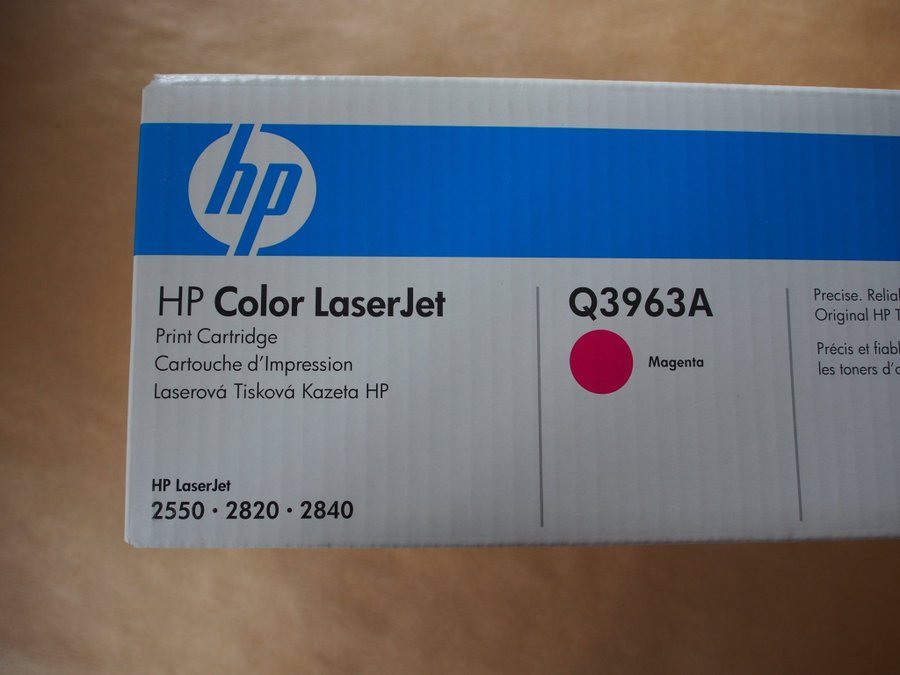 hp
HP Color LaserJet
Print Cartridge
Cartouche d'Impression
Laserová Tisková Kazeta HP
HP LaserJet
2550 · 2820 · 2840
Q3963A
Magenta
Precise.
Original HP
Précis et
les toners